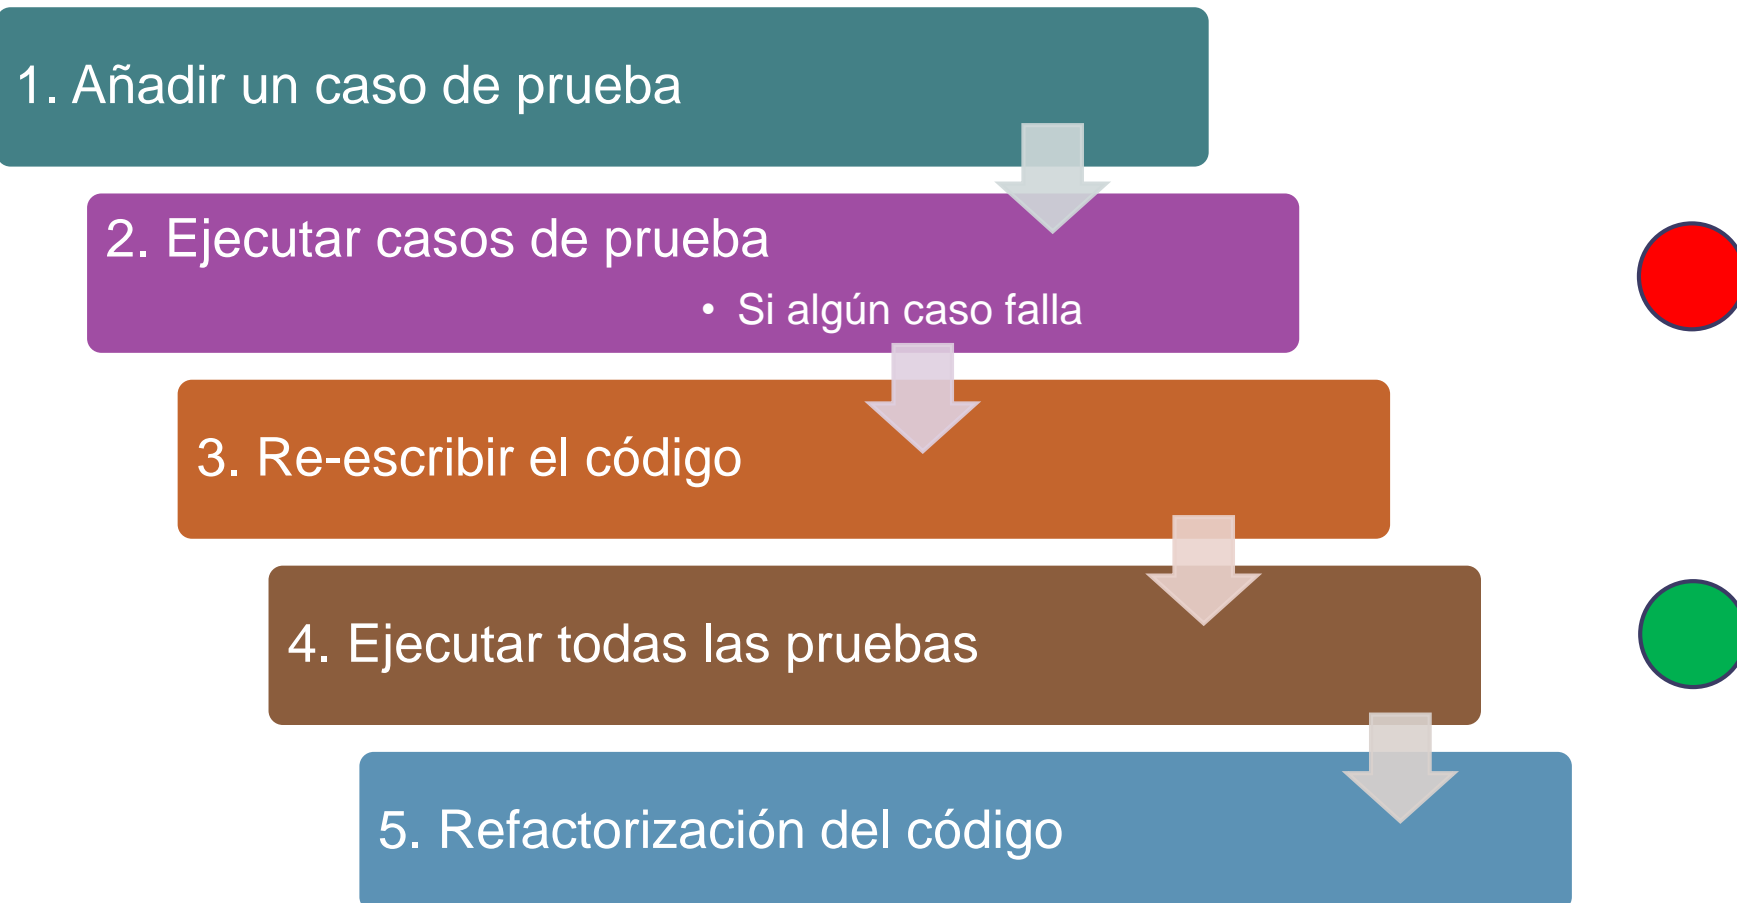 1. Añadir un caso de prueba
2. Ejecutar casos de prueba
• Si algún caso falla
3. Re-escribir el código
4. Ejecutar todas las pruebas
5. Refactorización del código